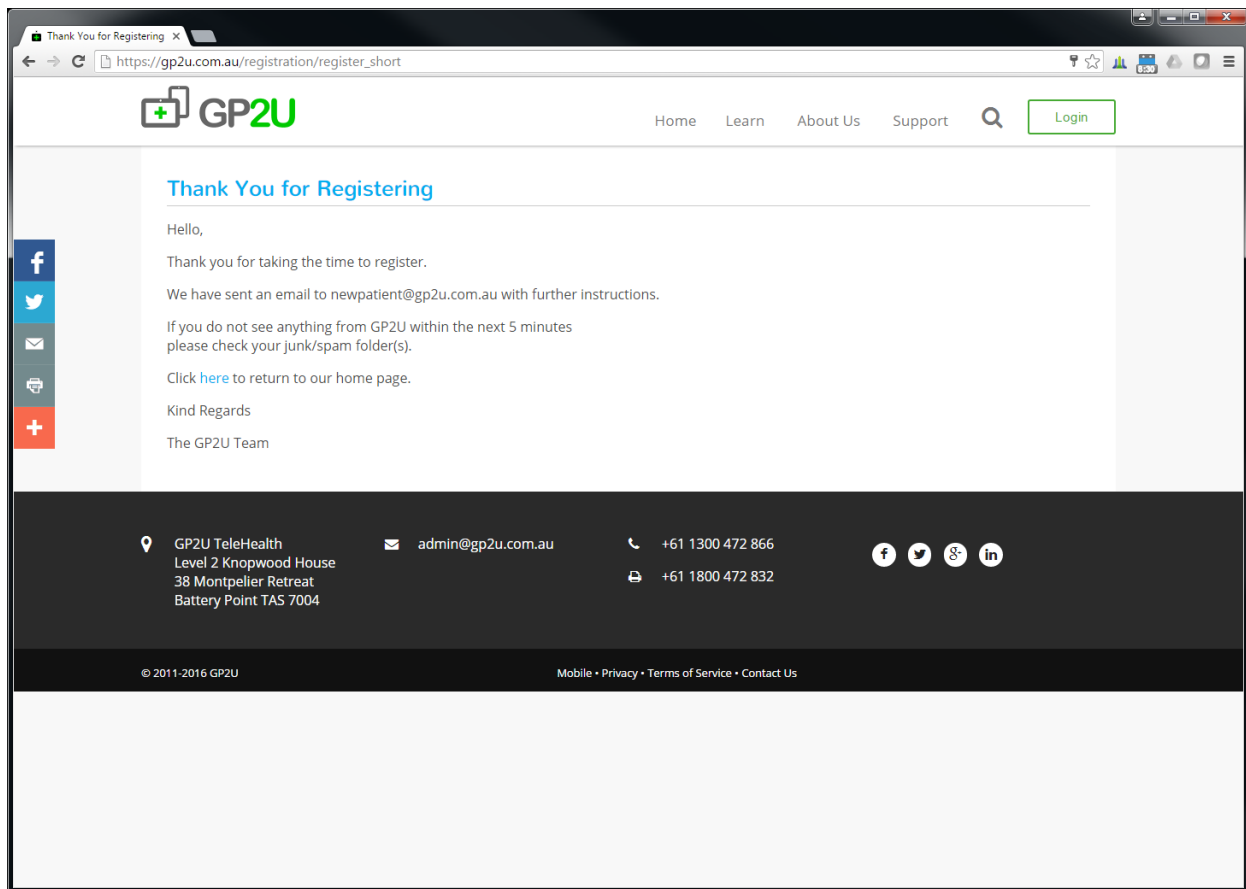 Thank You for Registering
https://gp2u.com.au/registration/register_short
GP2U
Home Learn About Us Support
Login
Thank You for Registering
Hello,
Thank you for taking the time to register.
We have sent an email to newpatient@gp2u.com.au with further instructions.
If you do not see anything from GP2U within the next 5 minutes
please check your junk/spam folder(s).
Click here to return to our home page.
Kind Regards
The GP2U Team
GP2U TeleHealth
Level 2 Knopwood House
38 Montpelier Retreat
Battery Point TAS 7004
admin@gp2u.com.au
+61 1300 472 866
+61 1800 472 832
© 2011-2016 GP2U
Mobile • Privacy • Terms of Service • Contact Us